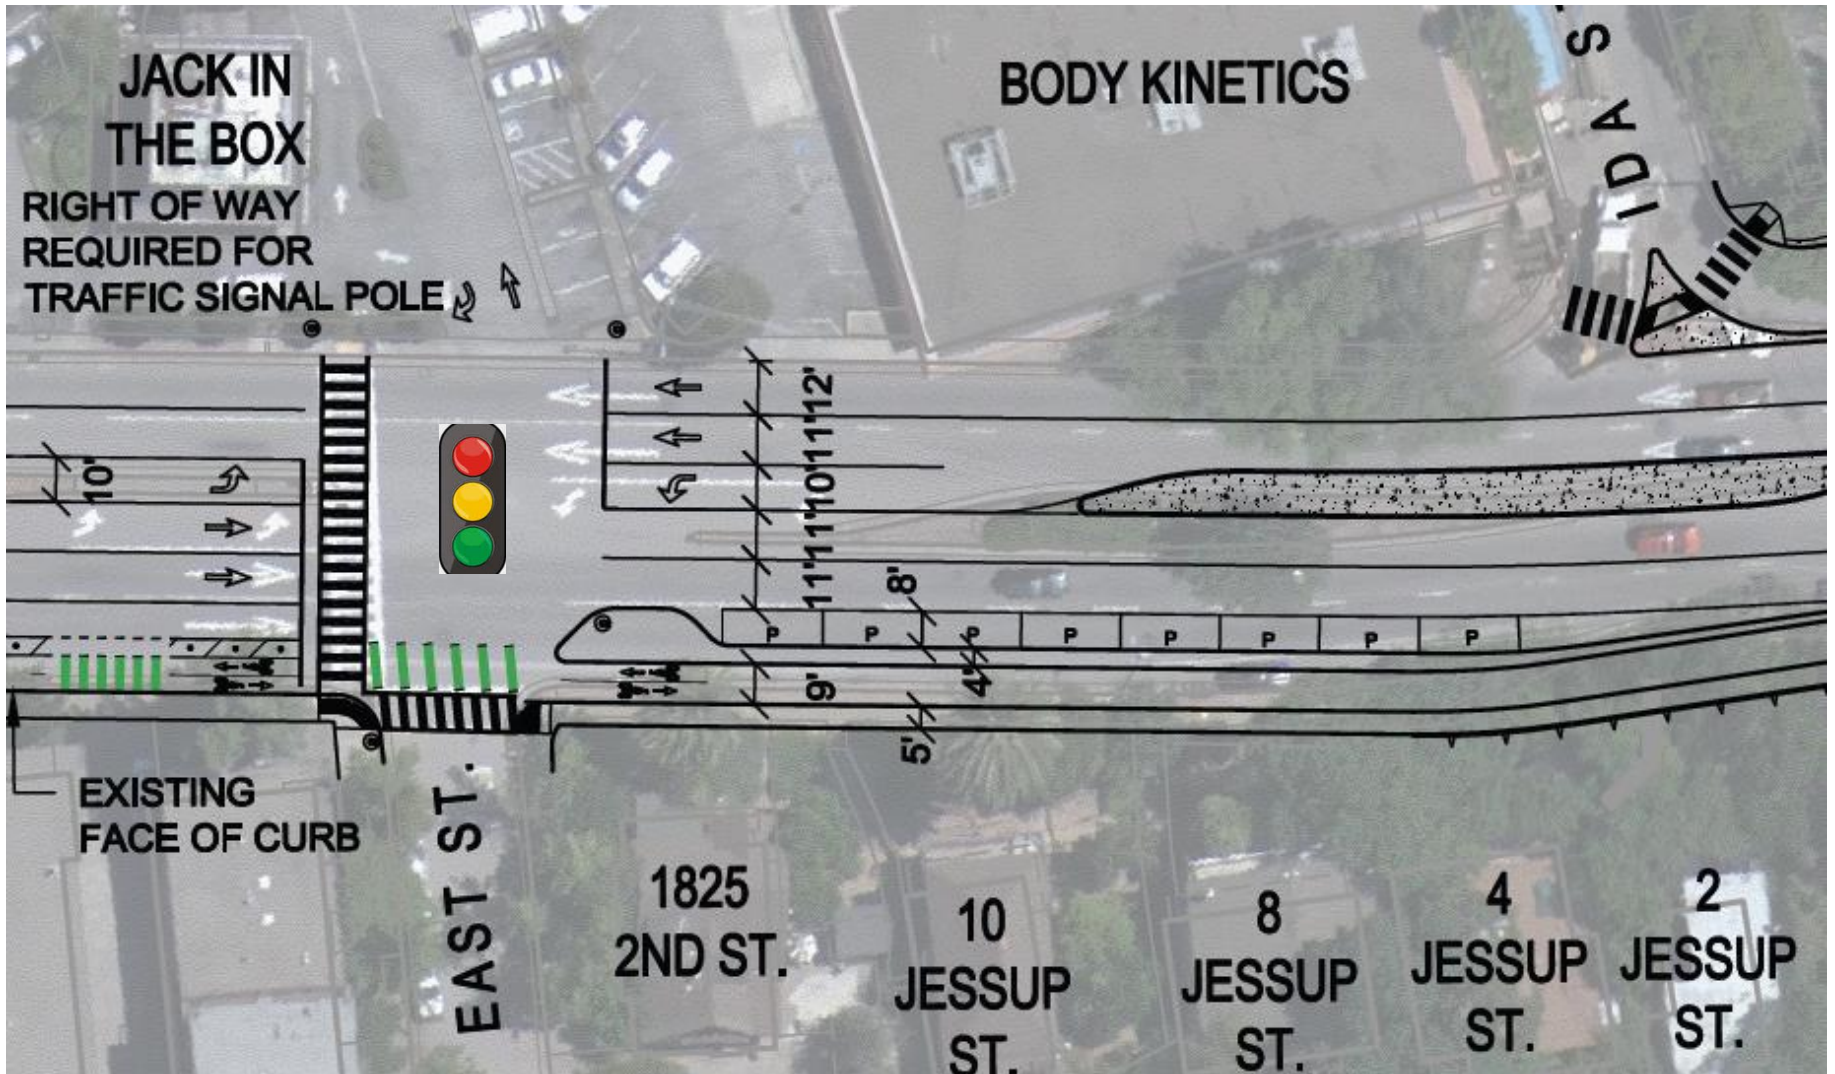 JACK IN
THE BOX
RIGHT OF WAY
REQUIRED FOR
TRAFFIC SIGNAL POLE
BODY KINETICS
IDA S
12'
11'
10'
11'
11'
10'
8'
P P P P P P P P
9'
4'
5'
EXISTING
FACE OF CURB
EAST ST.
1825
2ND ST.
10
JESSUP
ST.
8
JESSUP
ST.
4
JESSUP
ST.
2
JESSUP
ST.